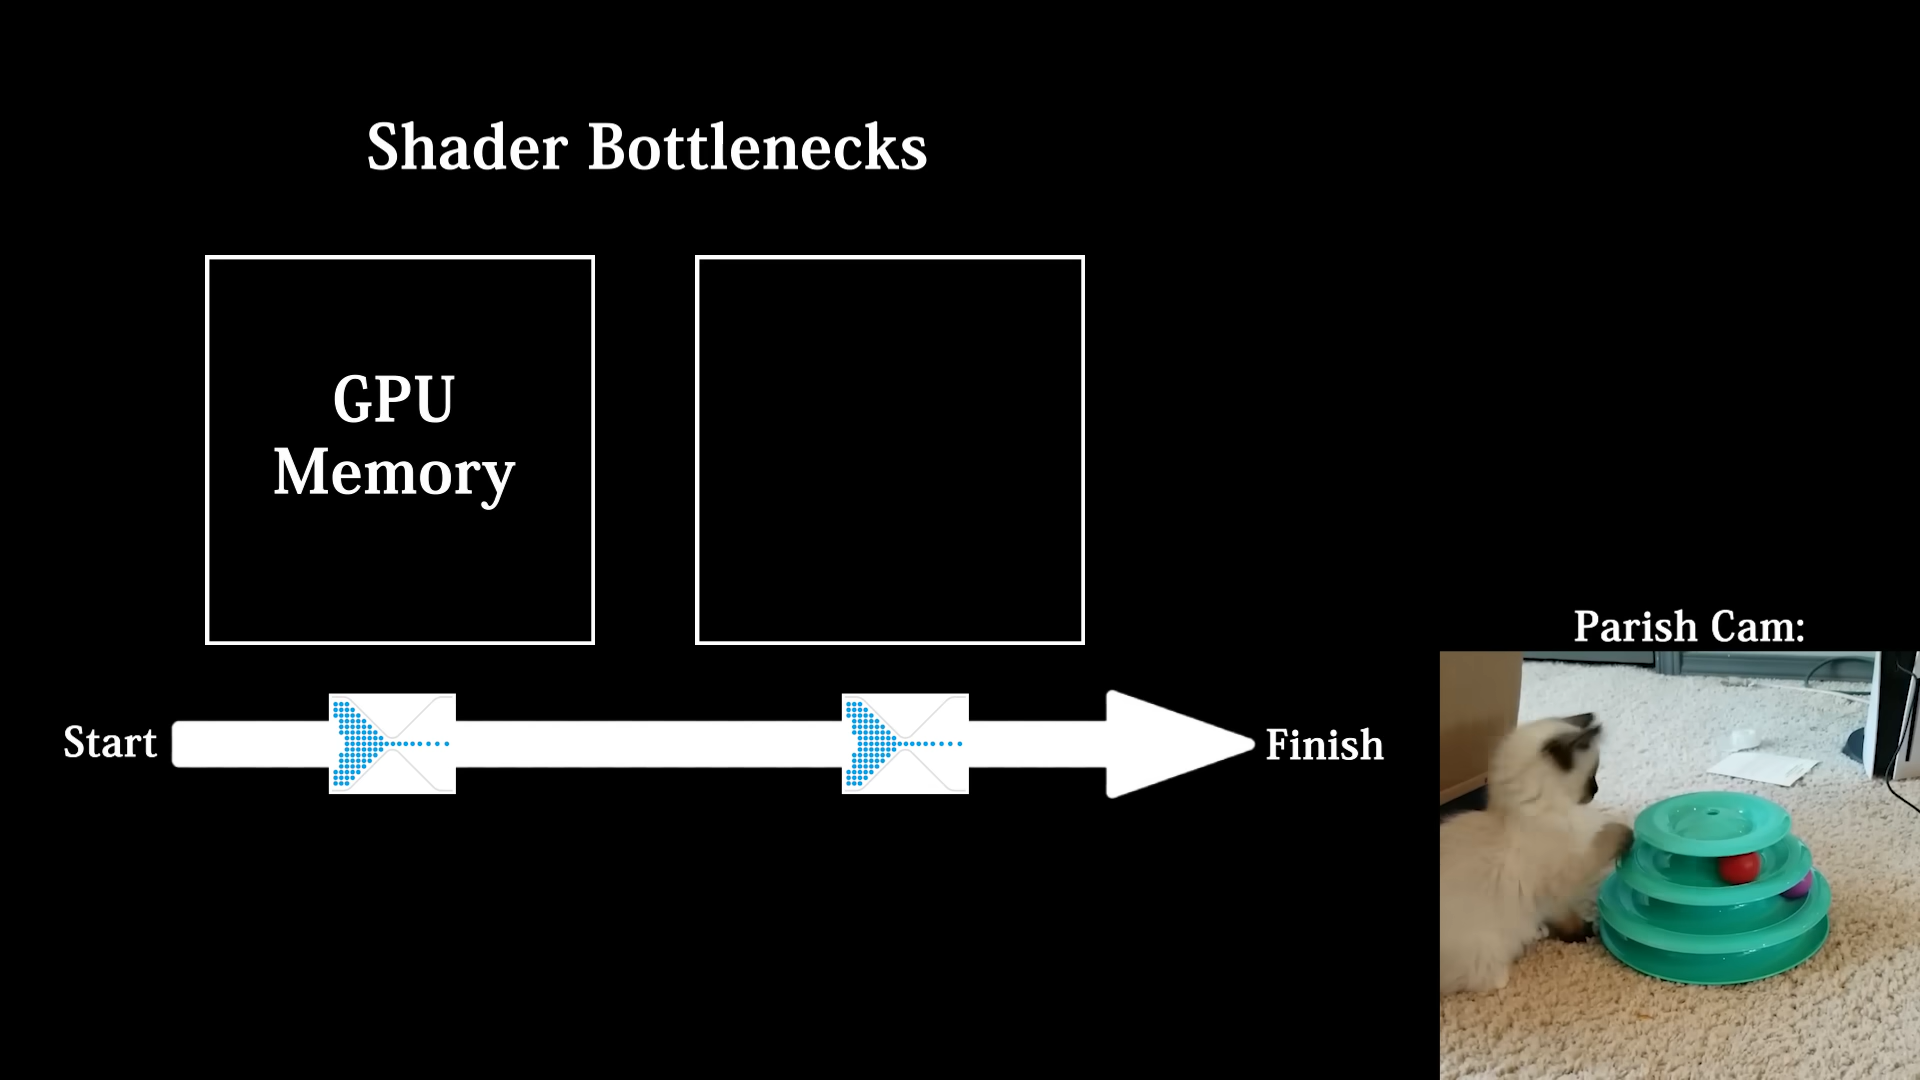 Shader Bottlenecks
GPU
Memory
Start
Finish
Parish Cam: